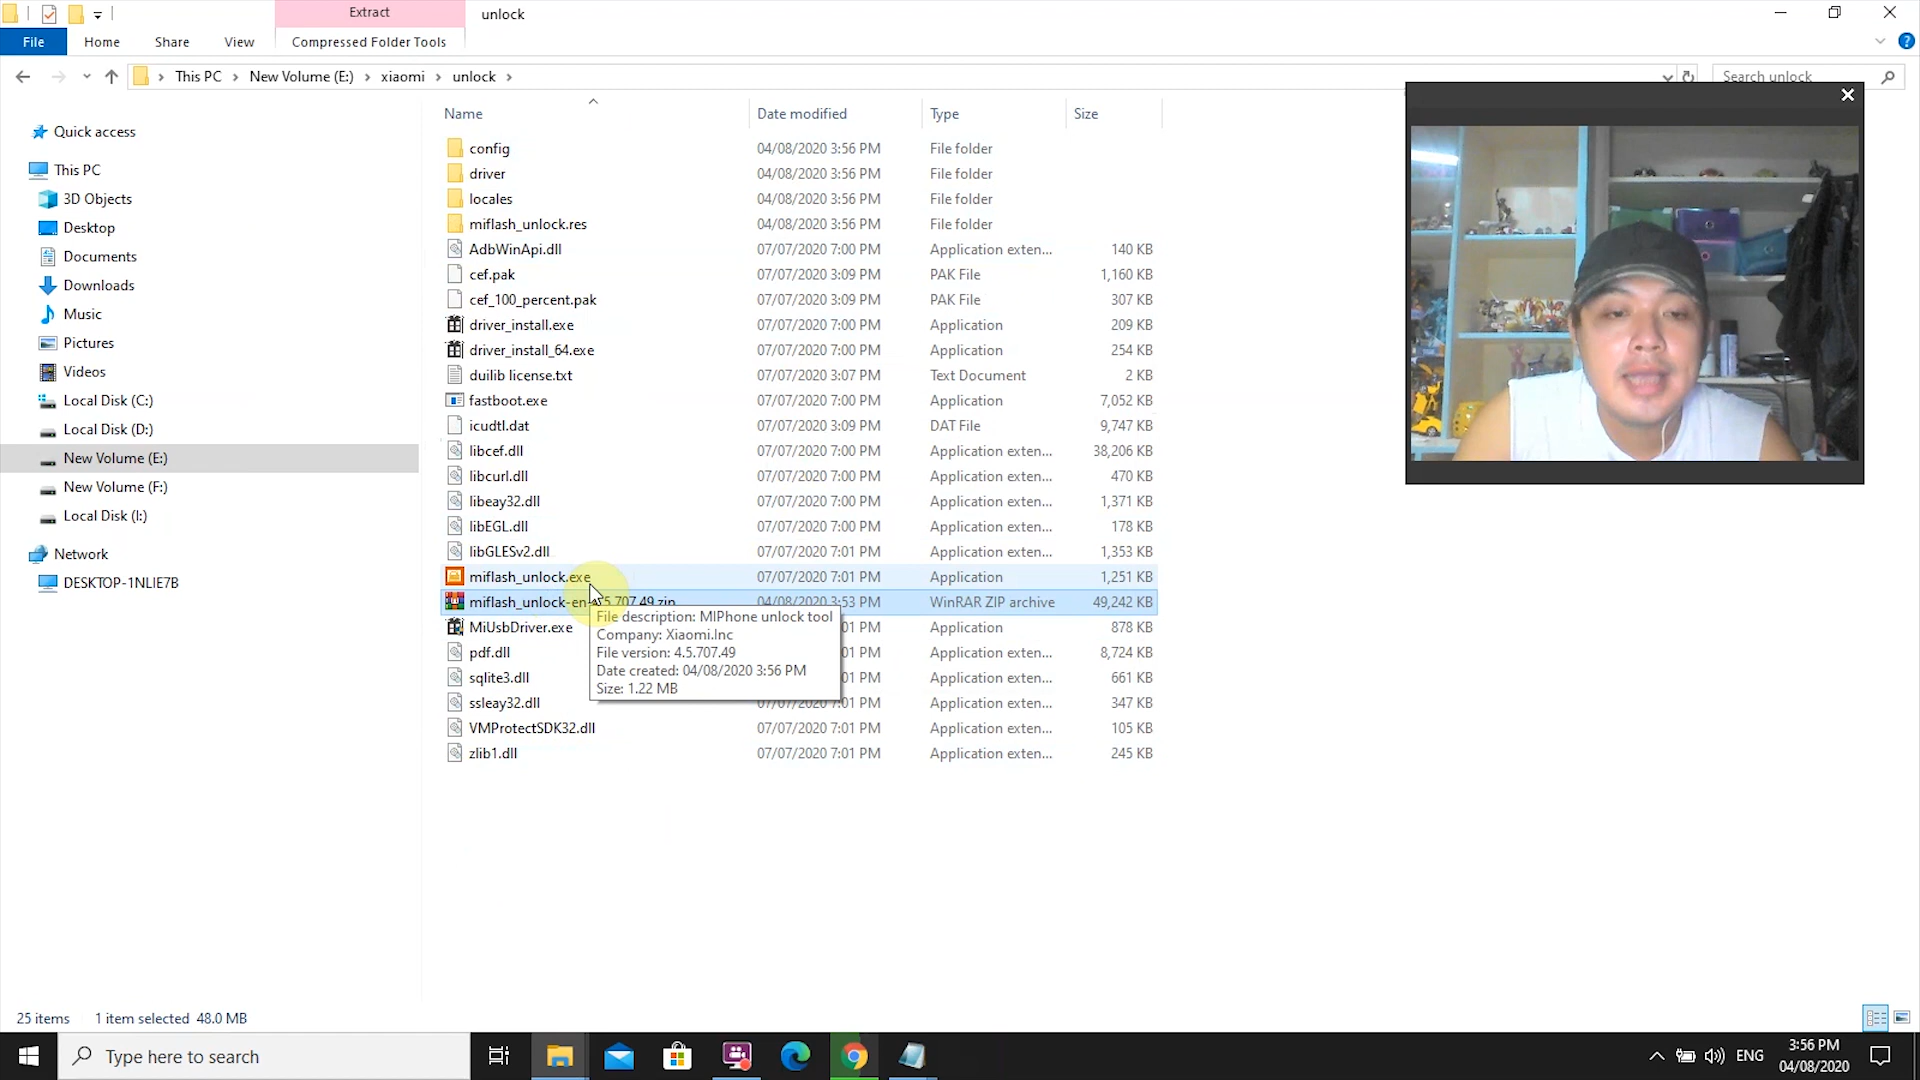 Extract
unlock
File
Home
Share
View
Compressed Folder Tools
This PC
New Volume (E:)
xiaomi
unlock
Search unlock
Name
Date modified
Type
Size
Quick access
This PC
3D Objects
Desktop
Documents
Downloads
Music
Pictures
Videos
Local Disk (C:)
Local Disk (D:)
New Volume (E:)
New Volume (F:)
Local Disk (I:)
Network
DESKTOP-1NLIE7B
config 04/08/2020 3:56 PM File folder
driver 04/08/2020 3:56 PM File folder
locales 04/08/2020 3:56 PM File folder
miflash_unlock.res 04/08/2020 3:56 PM File folder
AdbWinApi.dll 07/07/2020 7:00 PM Application exten... 140 KB
cef.pak 07/07/2020 3:09 PM PAK File 1,160 KB
cef_100_percent.pak 07/07/2020 3:09 PM PAK File 307 KB
driver_install.exe 07/07/2020 7:00 PM Application 209 KB
driver_install_64.exe 07/07/2020 7:00 PM Application 254 KB
duilib license.txt 07/07/2020 3:07 PM Text Document 2 KB
fastboot.exe 07/07/2020 7:00 PM Application 7,052 KB
icudtl.dat 07/07/2020 3:09 PM DAT File 9,747 KB
libcef.dll 07/07/2020 7:00 PM Application exten... 38,206 KB
libcurl.dll 07/07/2020 7:00 PM Application exten... 470 KB
libeay32.dll 07/07/2020 7:00 PM Application exten... 1,371 KB
libEGL.dll 07/07/2020 7:00 PM Application exten... 178 KB
libGLESv2.dll 07/07/2020 7:01 PM Application exten... 1,353 KB
miflash_unlock.exe 07/07/2020 7:01 PM Application 1,251 KB
miflash_unlock-en- 5.707.49.zip 04/08/2020 3:53 PM WinRAR ZIP archive 49,242 KB
MiUsbDriver.exe 01 PM Application 878 KB
pdf.dll 01 PM Application exten... 8,724 KB
sqlite3.dll 01 PM Application exten... 661 KB
ssleay32.dll 07/07/2020 7:01 PM Application exten... 347 KB
VMProtectSDK32.dll 07/07/2020 7:01 PM Application exten... 105 KB
zlib1.dll 07/07/2020 7:01 PM Application exten... 245 KB
File description: MIPhone unlock tool
Company: Xiaomi.Inc
File version: 4.5.707.49
Date created: 04/08/2020 3:56 PM
Size: 1.22 MB
25 items 1 item selected 48.0 MB
Type here to search
ENG
3:56 PM
04/08/2020